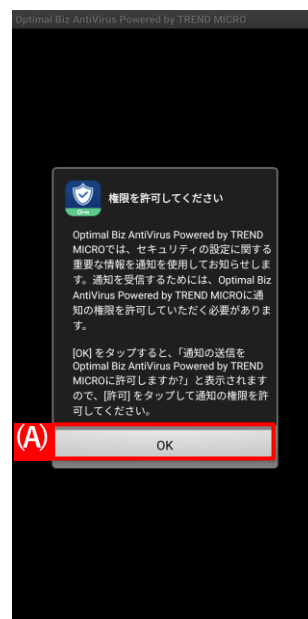 Optimal Biz AntiVirus Powered by TREND MICRO
権限を許可してください
Optimal Biz AntiVirus Powered by TREND
MICROでは、セキュリティの設定に関する
重要な情報を通知を使用してお知らせしま
す。通知を受信するためには、Optimal Biz
AntiVirus Powered by TREND MICROに通
知の権限を許可していただく必要がありま
す。
[OK] をタップすると、「通知の送信を
Optimal Biz AntiVirus Powered by TREND
MICROに許可しますか?」と表示されます
ので、[許可] をタップして通知の権限を許
可してください。
(A)
OK